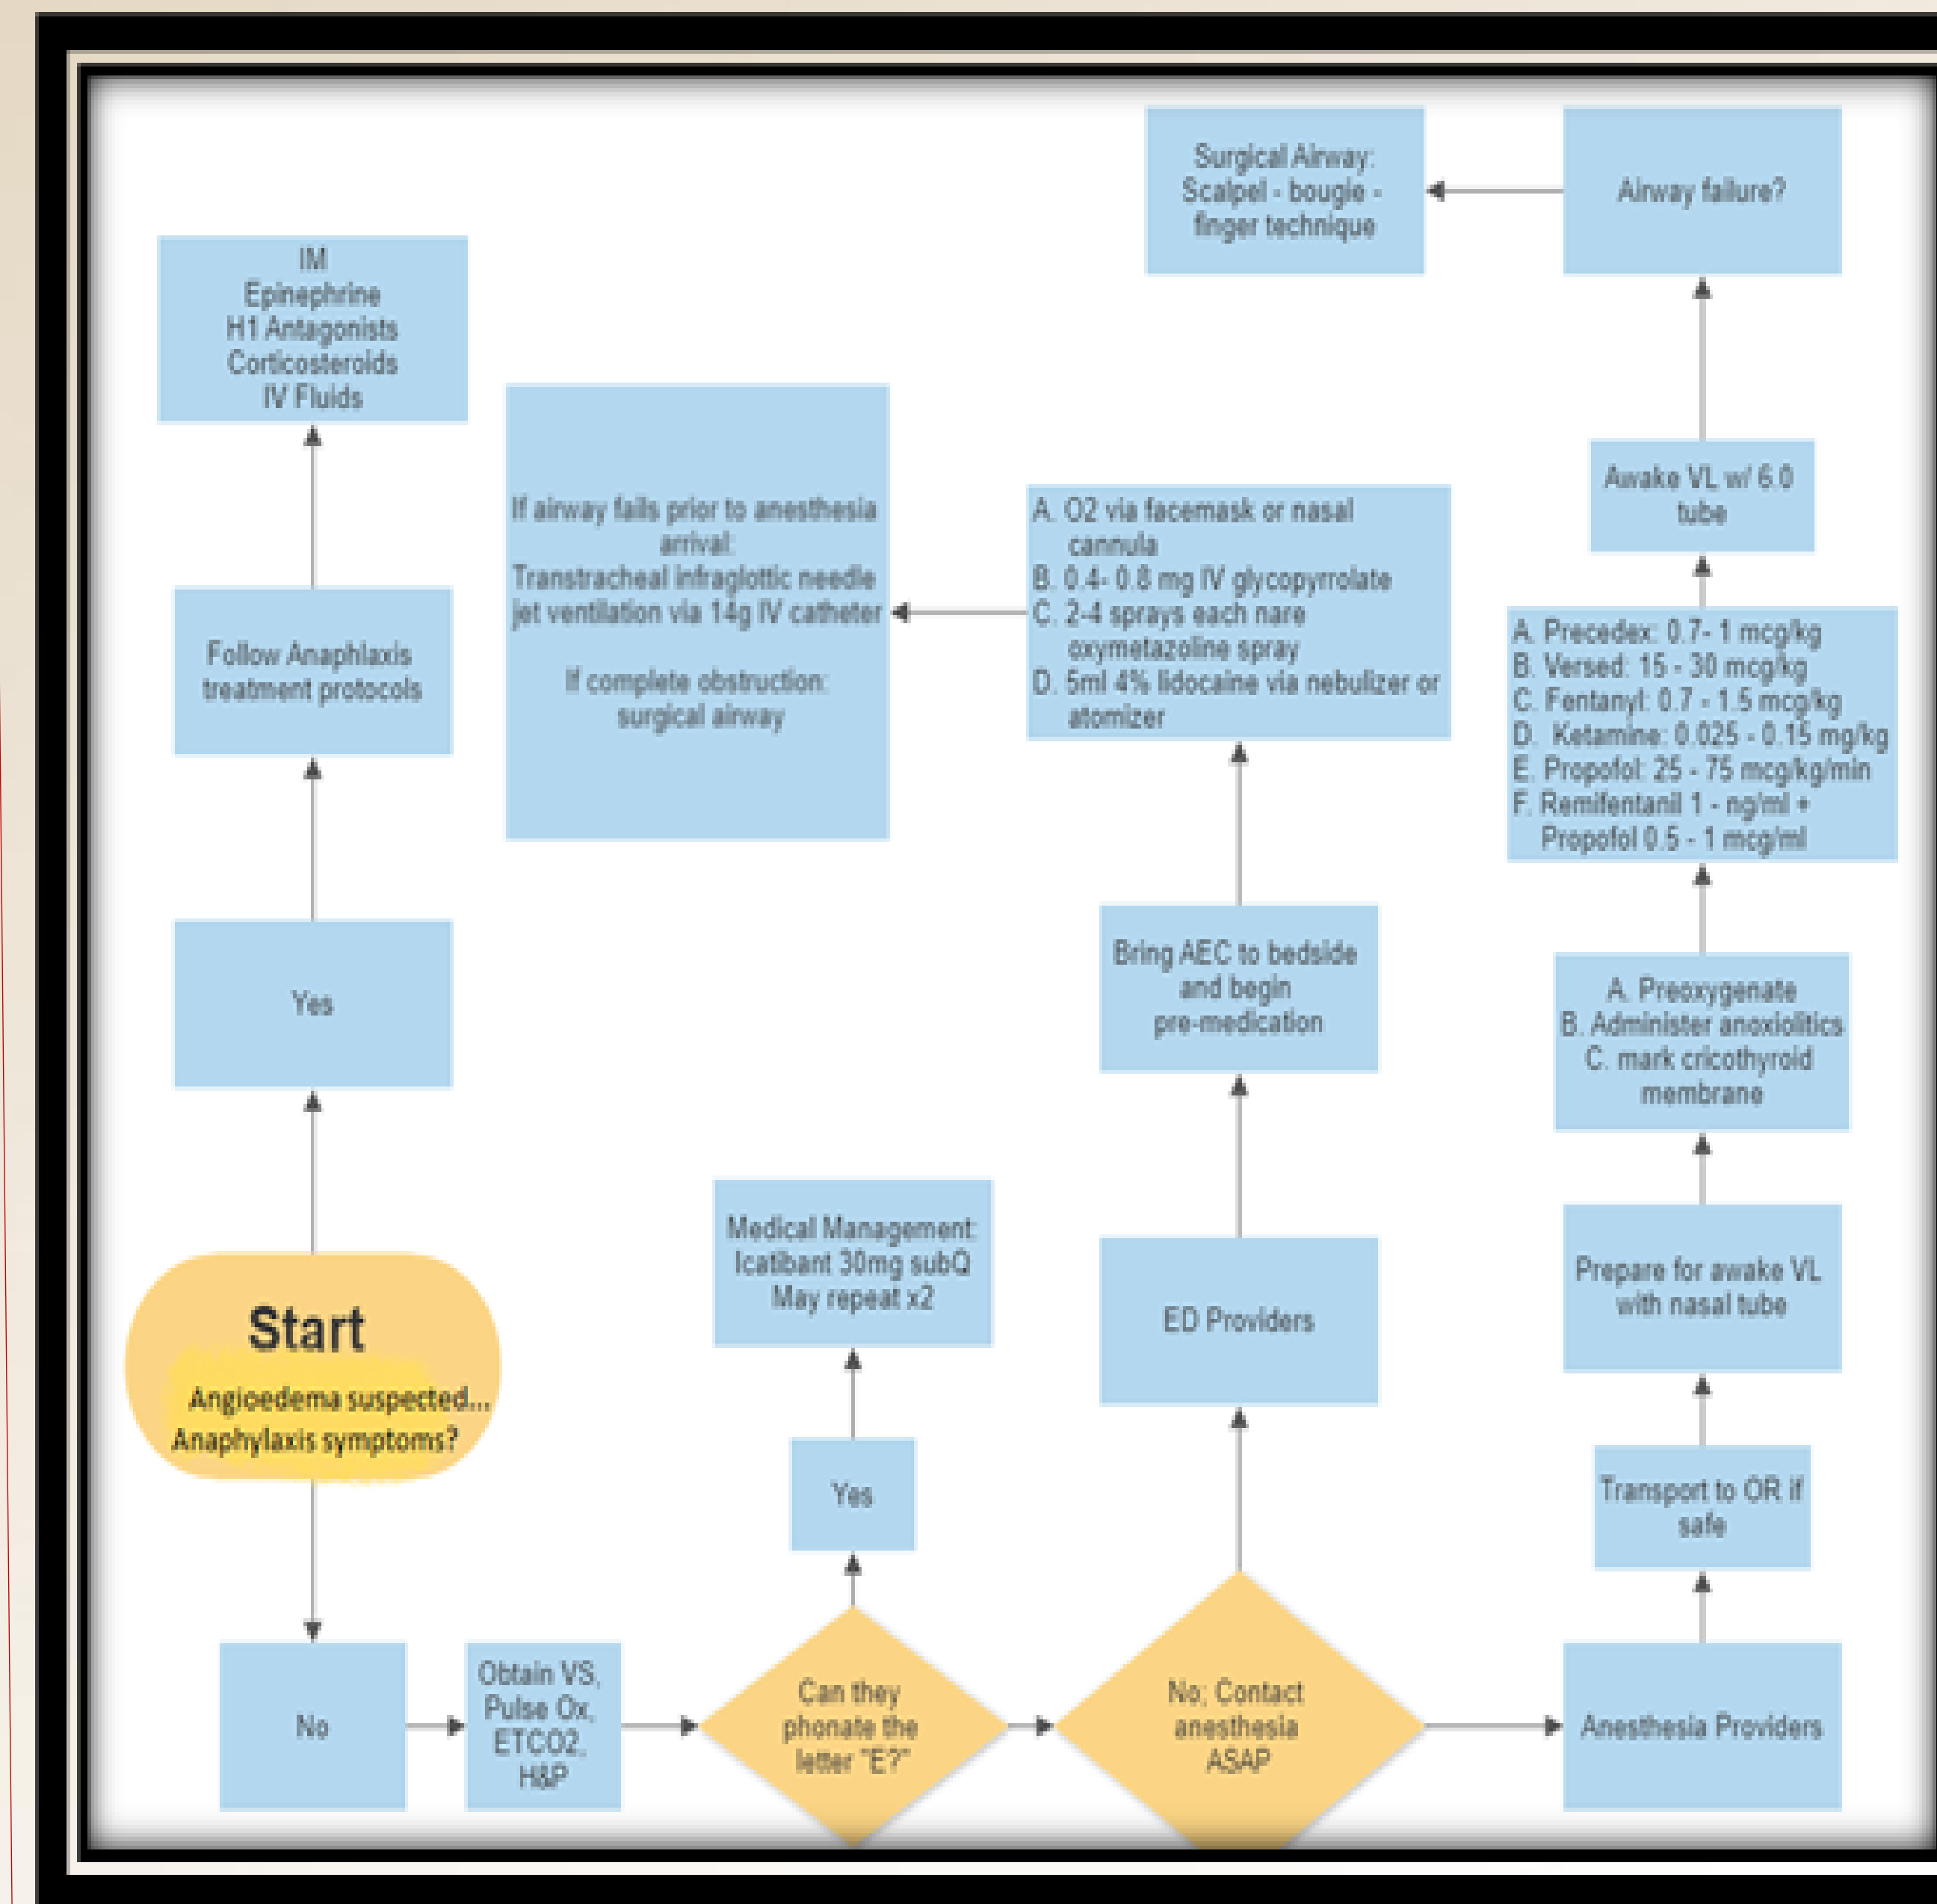 Start
Angioedema suspected...
Anaphylaxis symptoms?
Yes
Follow Anaphlaxis
treatment protocols
IM
Epinephrine
H1 Antagonists
Corticosteroids
IV Fluids
No
Obtain VS,
Pulse Ox,
ETCO2,
H&P
Can they
phonate the
letter "E?"
Yes
Medical Management:
Icatibant 30mg subQ
May repeat x2
No; Contact
anesthesia
ASAP
ED Providers
Bring AEC to bedside
and begin
pre-medication
A. O2 via facemask or nasal
cannula
B. 0.4- 0.8 mg IV glycopyrrolate
C. 2-4 sprays each nare
oxymetazoline spray
D. 5ml 4% lidocaine via nebulizer or
atomizer
If airway fails prior to anesthesia
arrival:
Transtracheal infraglottic needle
jet ventilation via 14g IV catheter
If complete obstruction:
surgical airway
Anesthesia Providers
Transport to OR if
safe
Prepare for awake VL
with nasal tube
A. Preoxygenate
B. Administer anoxiolitics
C. mark cricothyroid
membrane
A. Precedex: 0.7- 1 mcg/kg
B. Versed: 15 - 30 mcg/kg
C. Fentanyl: 0.7 - 1.5 mcg/kg
D. Ketamine: 0.025 - 0.15 mg/kg
E. Propofol: 25 - 75 mcg/kg/min
F. Remifentanil 1 - ng/ml +
Propofol 0.5 - 1 mcg/ml
Awake VL w/ 6.0
tube
Airway failure?
Surgical Airway:
Scalpel - bougie -
finger technique